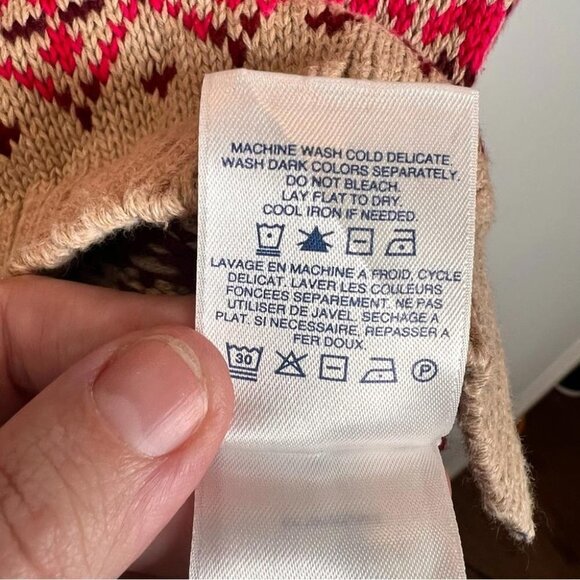 MACHINE WASH COLD DELICATE.
WASH DARK COLORS SEPARATELY.
DO NOT BLEACH.
LAY FLAT TO DRY.
COOL IRON IF NEEDED
LAVAGE EN MACHINE A FROID, CYCLE
DELICAT. LAVER LES COULEURS
FONCÉES SEPAREMENT. NE PAS
UTILISER DE JAVEL. SECHAGE A
PLAT. SI NECESSAIRE, REPASSER A
FER DOUX.
30 P